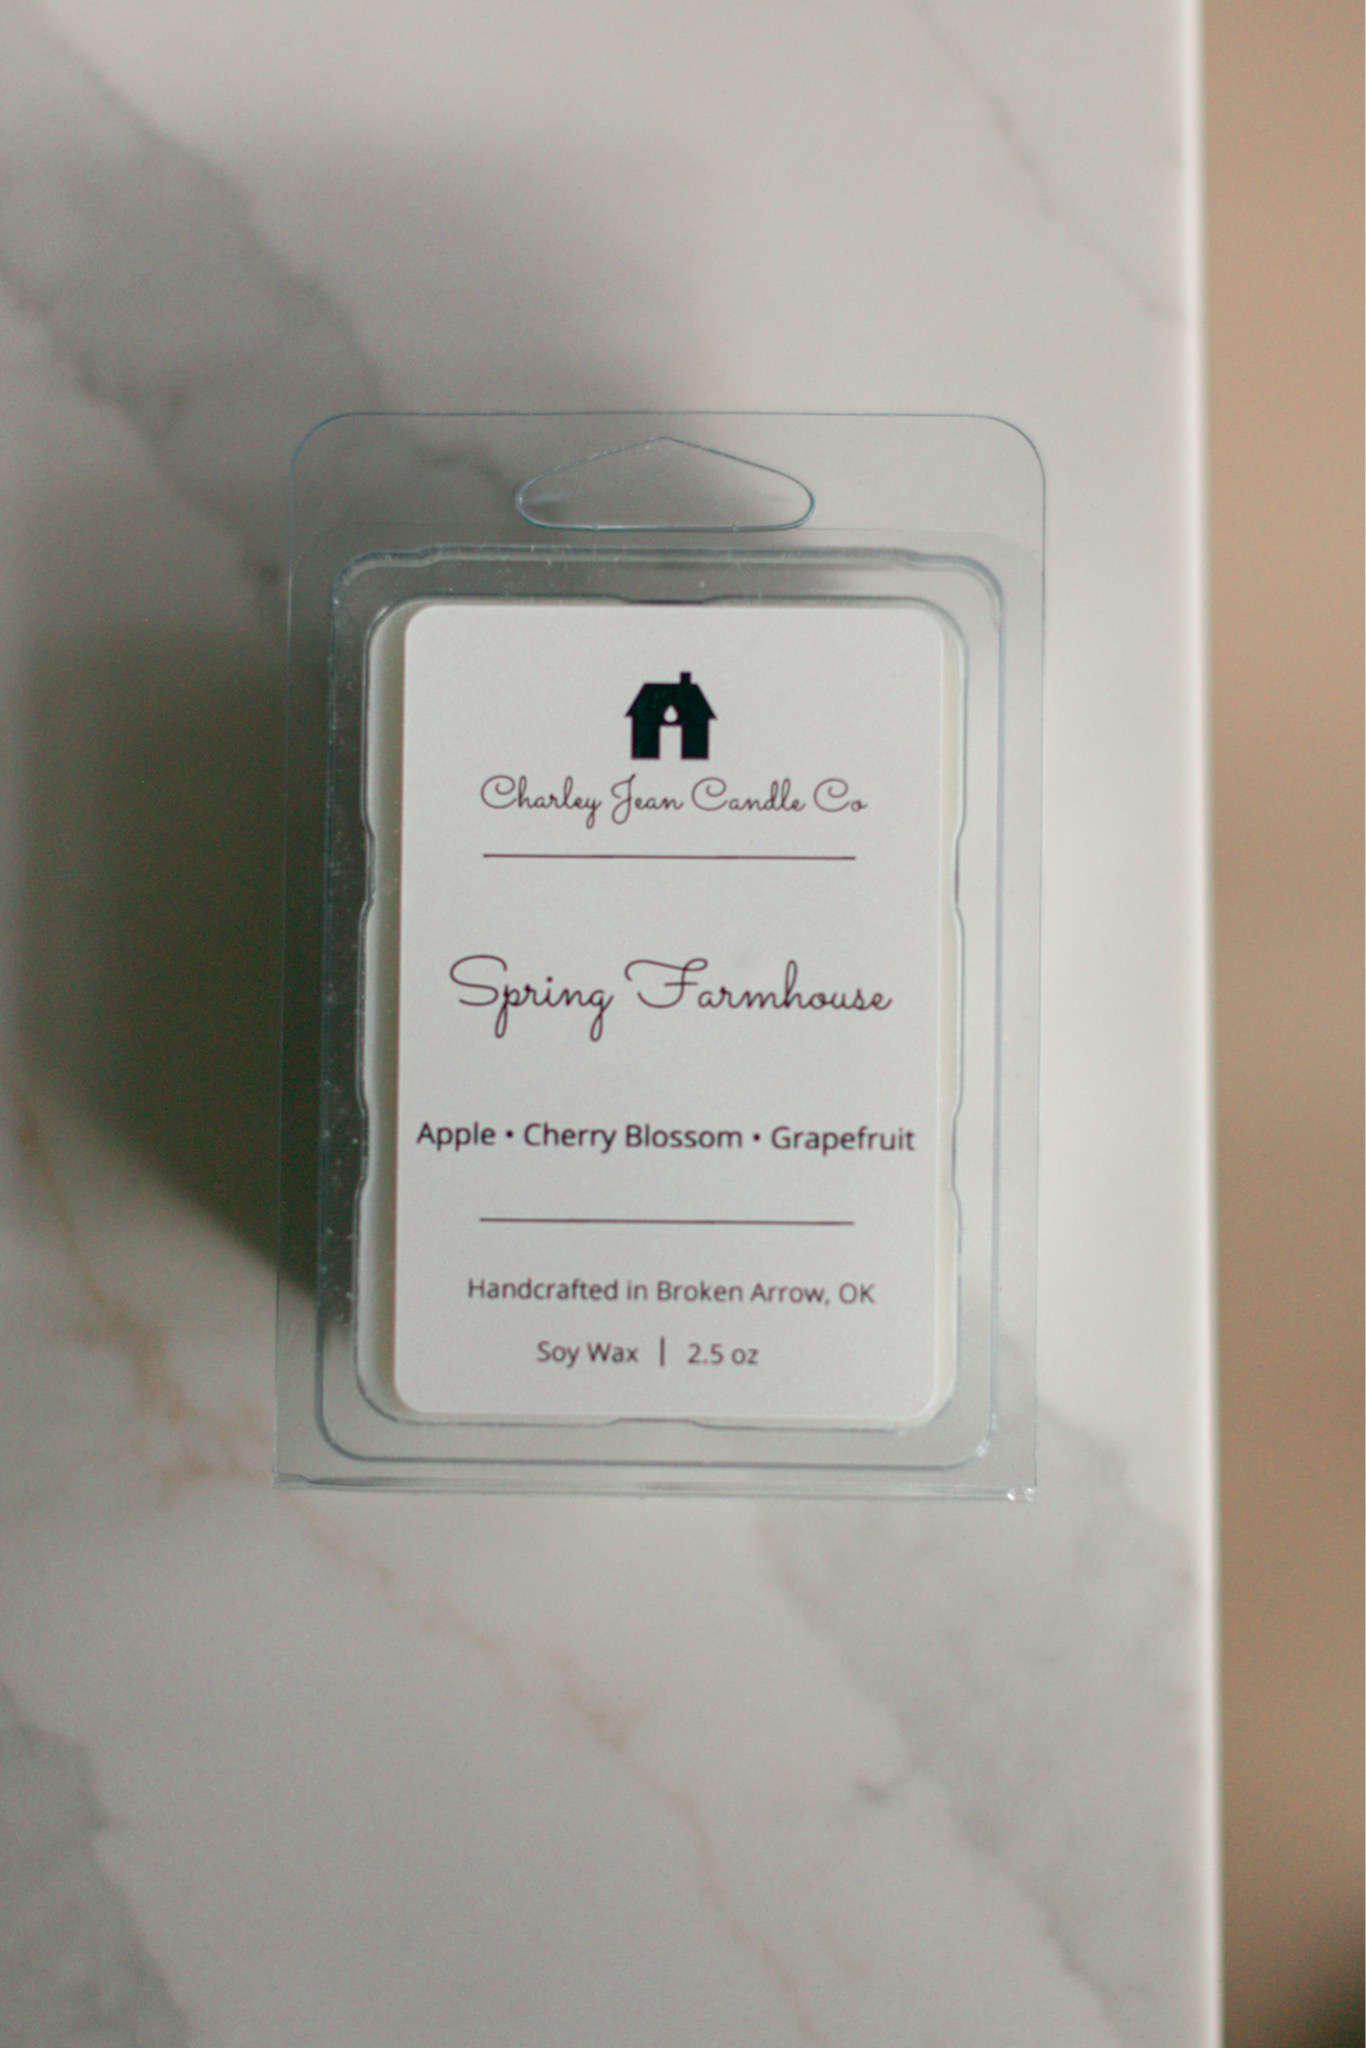 Charley Jean Candle Co
Spring Farmhouse
Apple • Cherry Blossom • Grapefruit
Handcrafted in Broken Arrow, OK
Soy Wax | 2.5 oz